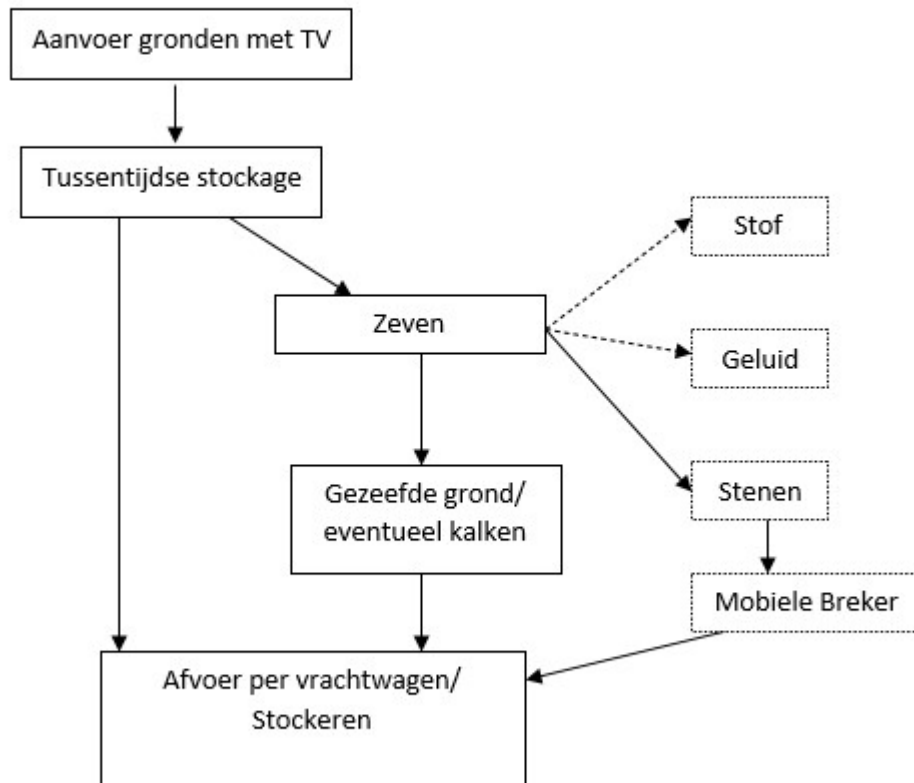 Aanvoer gronden met TV
Tussentijdse stockage
Stof
Zeven
Geluid
Gezeefde grond/
eventueel kalken
Stenen
Mobiele Breker
Afvoer per vrachtwagen/
Stockeren